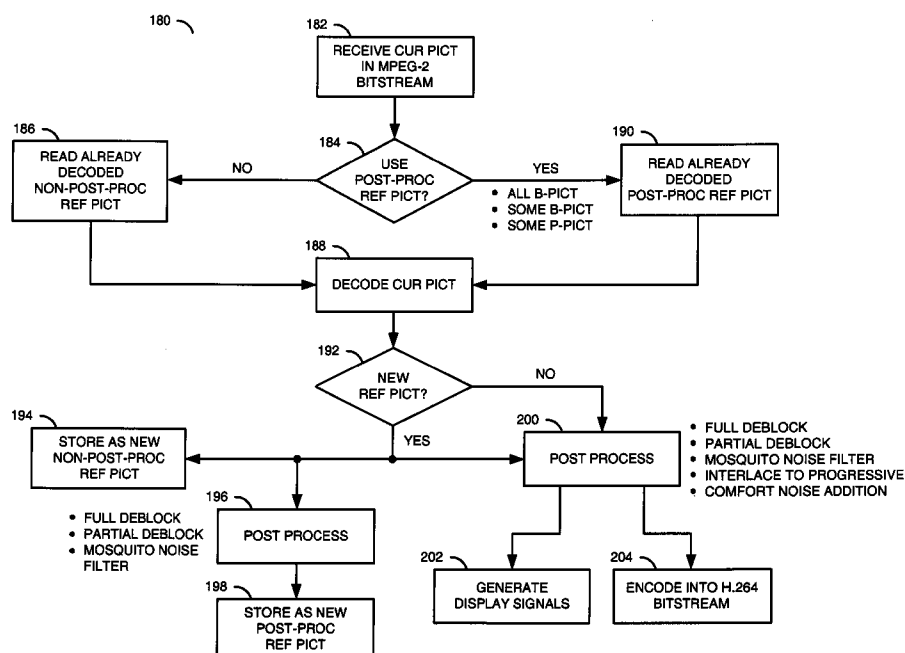 180
182
RECEIVE CUR PICT
IN MPEG-2
BITSTREAM
186
READ ALREADY
DECODED
NON-POST-PROC
REF PICT
NO
184
USE
POST-PROC
REF PICT?
YES
• ALL B-PICT
• SOME B-PICT
• SOME P-PICT
190
READ ALREADY
DECODED
POST-PROC REF PICT
188
DECODE CUR PICT
192
NEW
REF PICT?
NO
YES
194
STORE AS NEW
NON-POST-PROC
REF PICT
• FULL DEBLOCK
• PARTIAL DEBLOCK
• MOSQUITO NOISE
FILTER
196
POST PROCESS
198
STORE AS NEW
POST-PROC
REF PICT
200
POST PROCESS
• FULL DEBLOCK
• PARTIAL DEBLOCK
• MOSQUITO NOISE FILTER
• INTERLACE TO PROGRESSIVE
• COMFORT NOISE ADDITION
202
GENERATE
DISPLAY SIGNALS
204
ENCODE INTO H.264
BITSTREAM